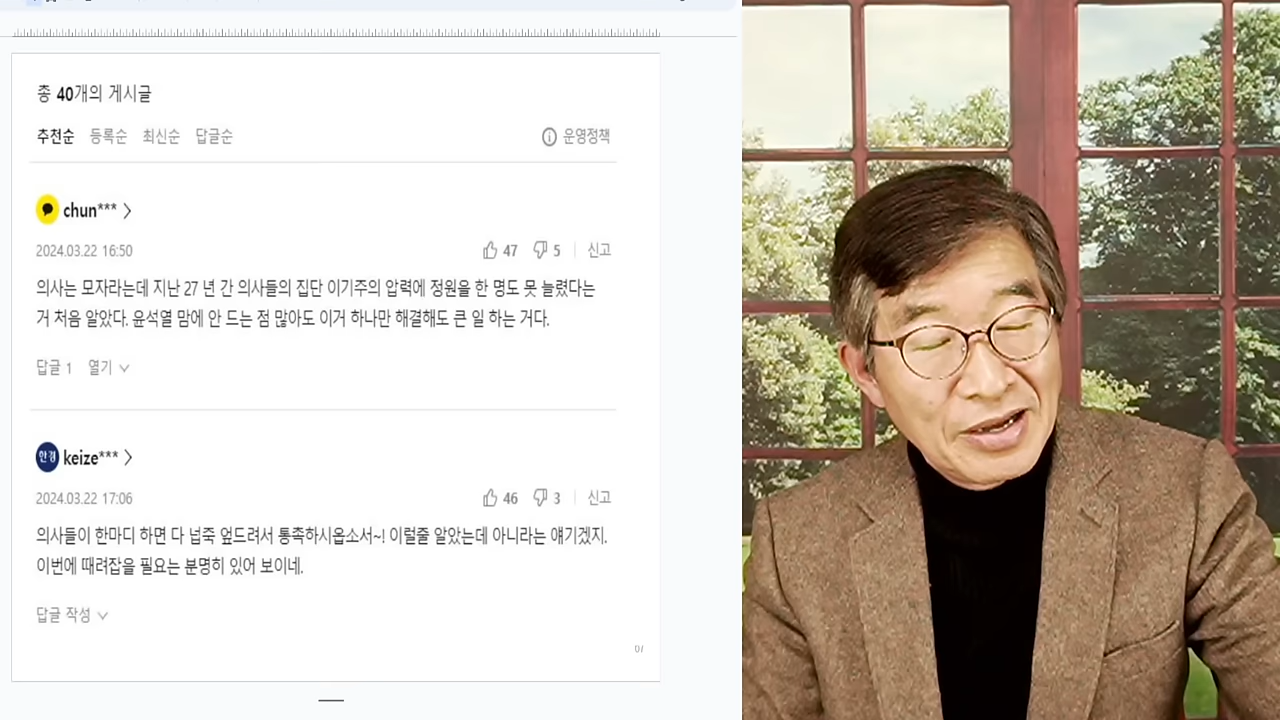 총 40개의 게시글
추천순 등록순 최신순 답글순 운영정책
chun***
2024.03.22 16:50 47 5 신고
의사는 모자라는데 지난 27 년 간 의사들의 집단 이기주의 압력에 정원을 한 명도 못 늘렸다는
거 처음 알았다. 윤석열 맘에 안 드는 점 많아도 이거 하나만 해결해도 큰 일 하는 거다.
답글 1 열기
한경 keize***
2024.03.22 17:06 46 3 신고
의사들이 한마디 하면 다 넙죽 엎드려서 통촉하시옵소서~! 이럴줄 알았는데 아니라는 얘기겠지.
이번에 때려잡을 필요는 분명히 있어 보이네.
답글 작성